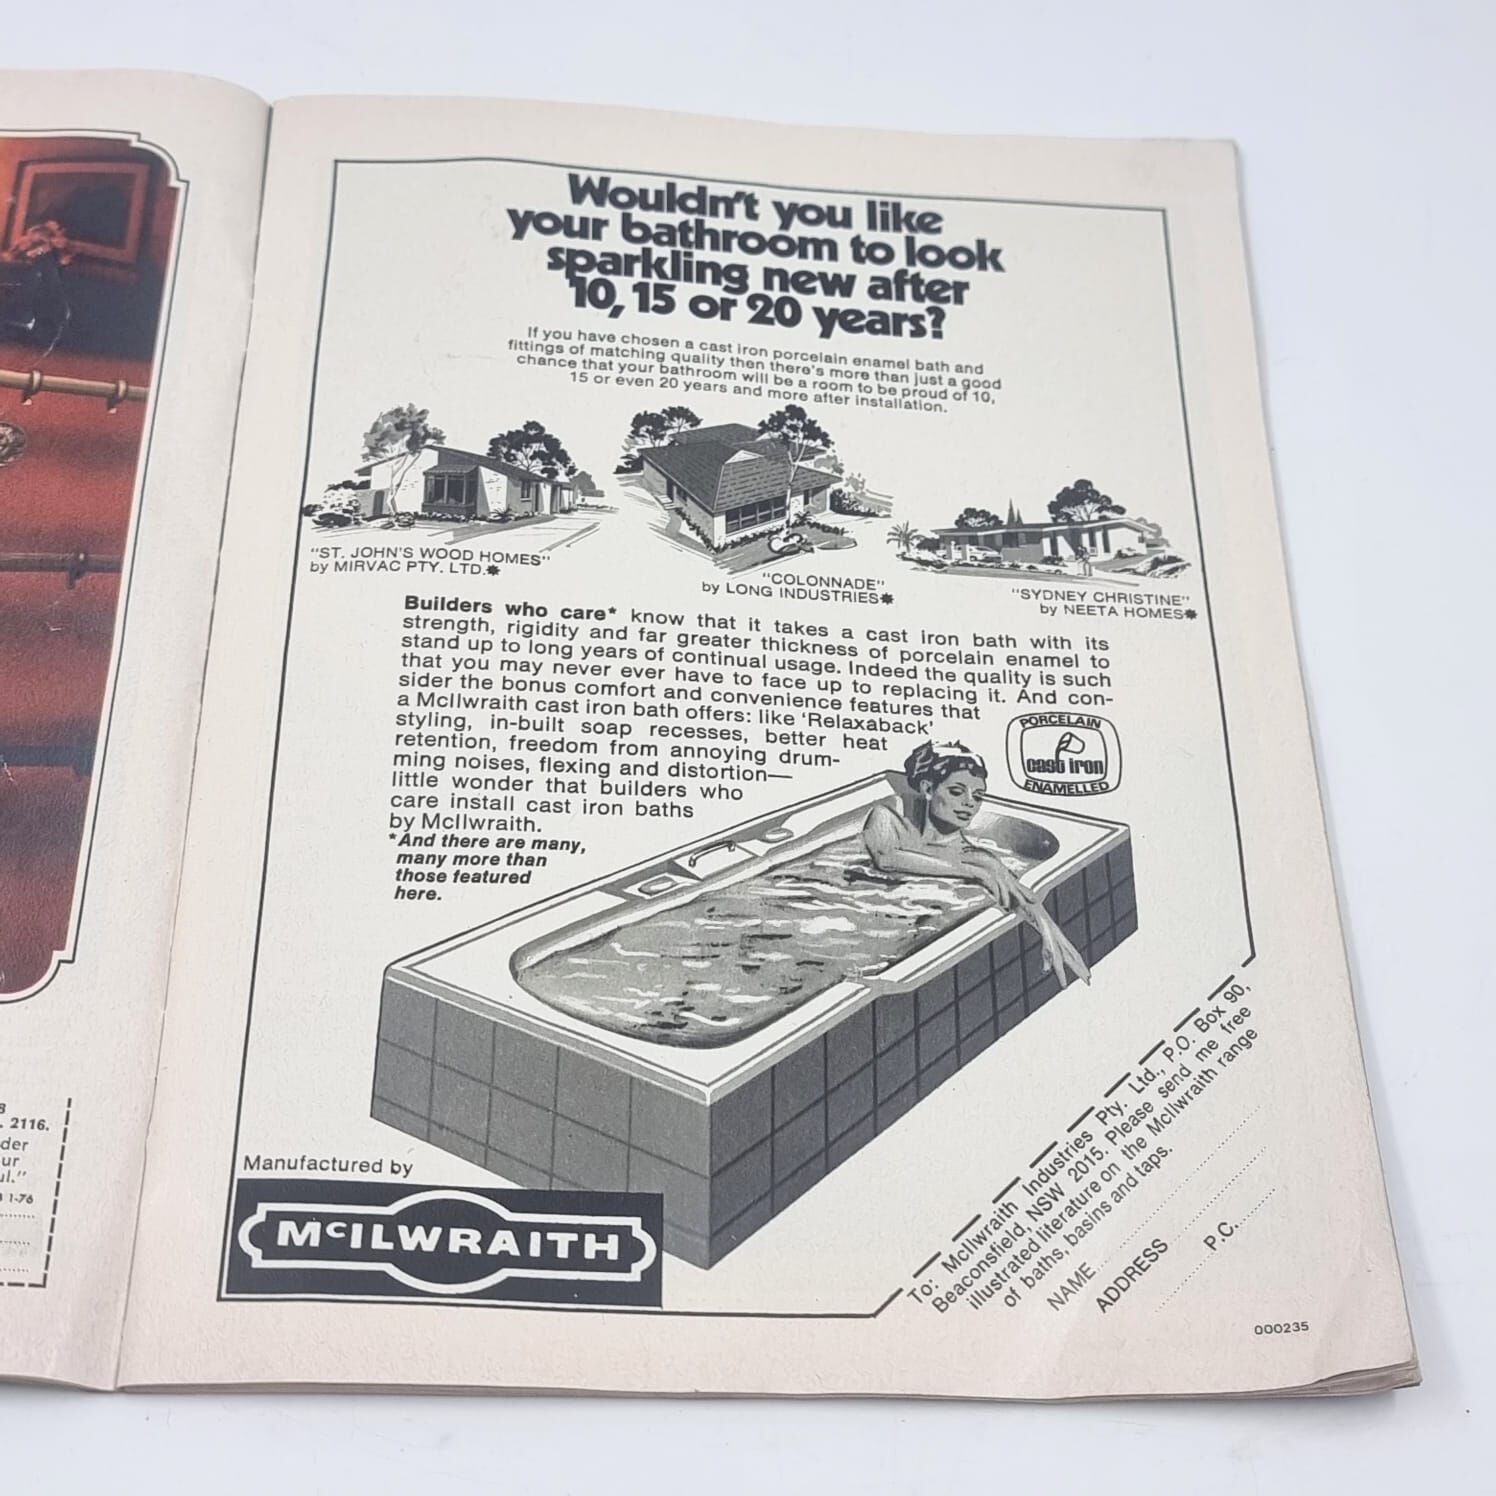 Wouldn't you like
your bathroom to look
sparkling new after
10, 15 or 20 years?
If you have chosen a cast iron porcelain enamel bath and
fittings of matching quality then there's more than just a good
chance that your bathroom will be a room to be proud of 10,
15 or even 20 years and more after installation.
"ST. JOHN'S WOOD HOMES"
by MIRVAC PTY. LTD.*
"COLONNADE"
by LONG INDUSTRIES*
"SYDNEY CHRISTINE"
by NEETA HOMES*
Builders who care* know that it takes a cast iron bath with its
strength, rigidity and far greater thickness of porcelain enamel to
stand up to long years of continual usage. Indeed the quality is such
that you may never ever have to face up to replacing it. And con-
sider the bonus comfort and convenience features that
a McIlwraith cast iron bath offers: like 'Relaxaback'
styling, in-built soap recesses, better heat
retention, freedom from annoying drum-
ming noises, flexing and distortion—
little wonder that builders who
care install cast iron baths
by McIlwraith.
*And there are many,
many more than
those featured
here.
PORCELAIN
cast iron
ENAMELLED
Manufactured by
McILWRAITH
To: McIlwraith Industries Pty. Ltd., P.O. Box 90,
Beaconsfield, NSW 2015. Please send me free
illustrated literature on the McIlwraith range
of baths, basins and taps.
NAME
ADDRESS
P.C.
000235
. 2116.
der
ur
ul."
1-76